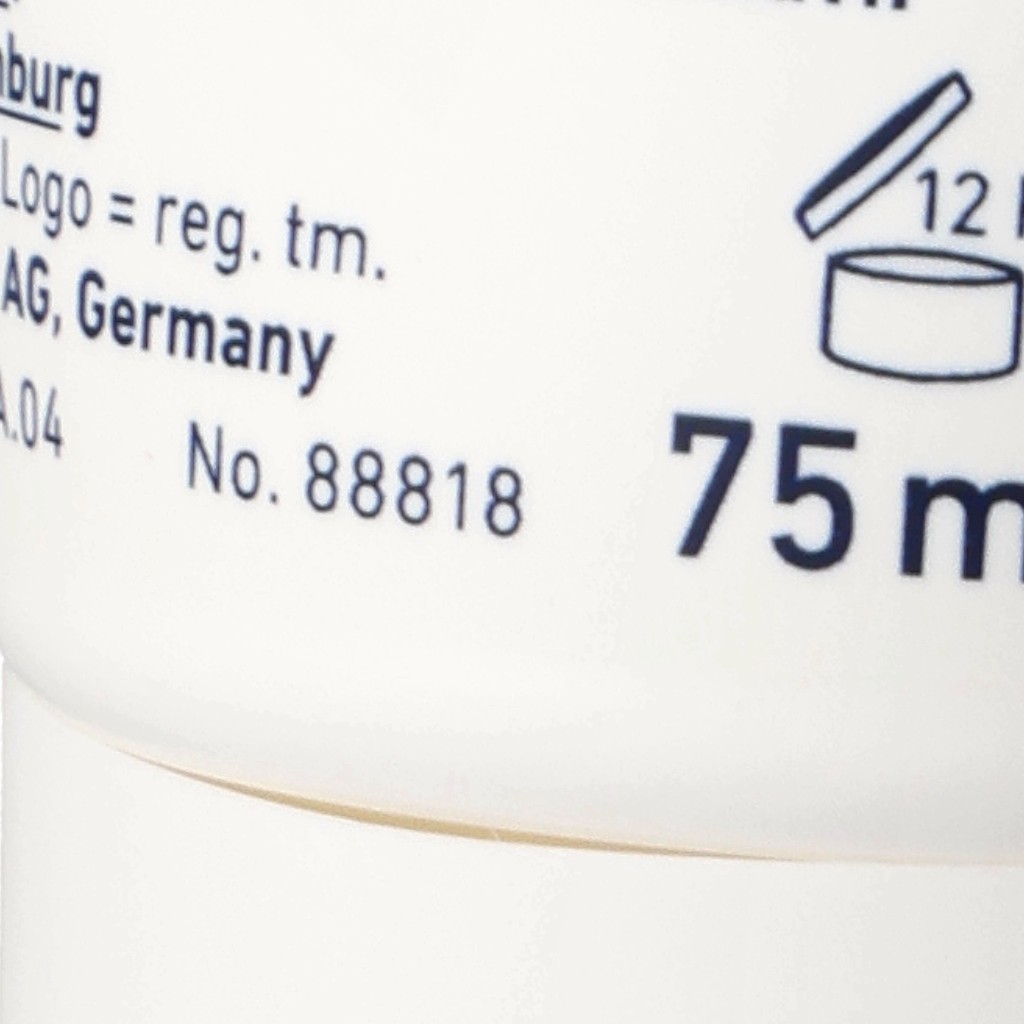 burg
Logo = reg. tm.
AG, Germany
.04
No. 88818
12
75 m